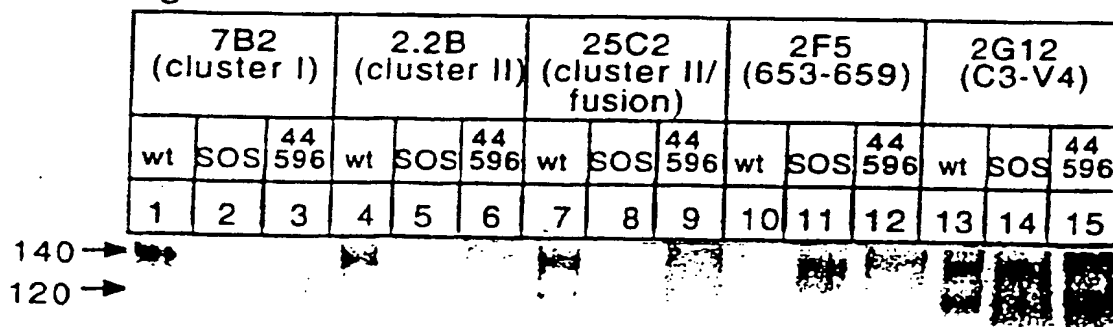 7B2 (cluster I) 2.2B (cluster II) 25C2 (cluster II/ fusion) 2F5 (653-659) 2G12 (C3-V4)
wt SOS 44 596 wt SOS 44 596 wt SOS 44 596 wt SOS 44 596 wt SOS 44 596
1 2 3 4 5 6 7 8 9 10 11 12 13 14 15
140
120